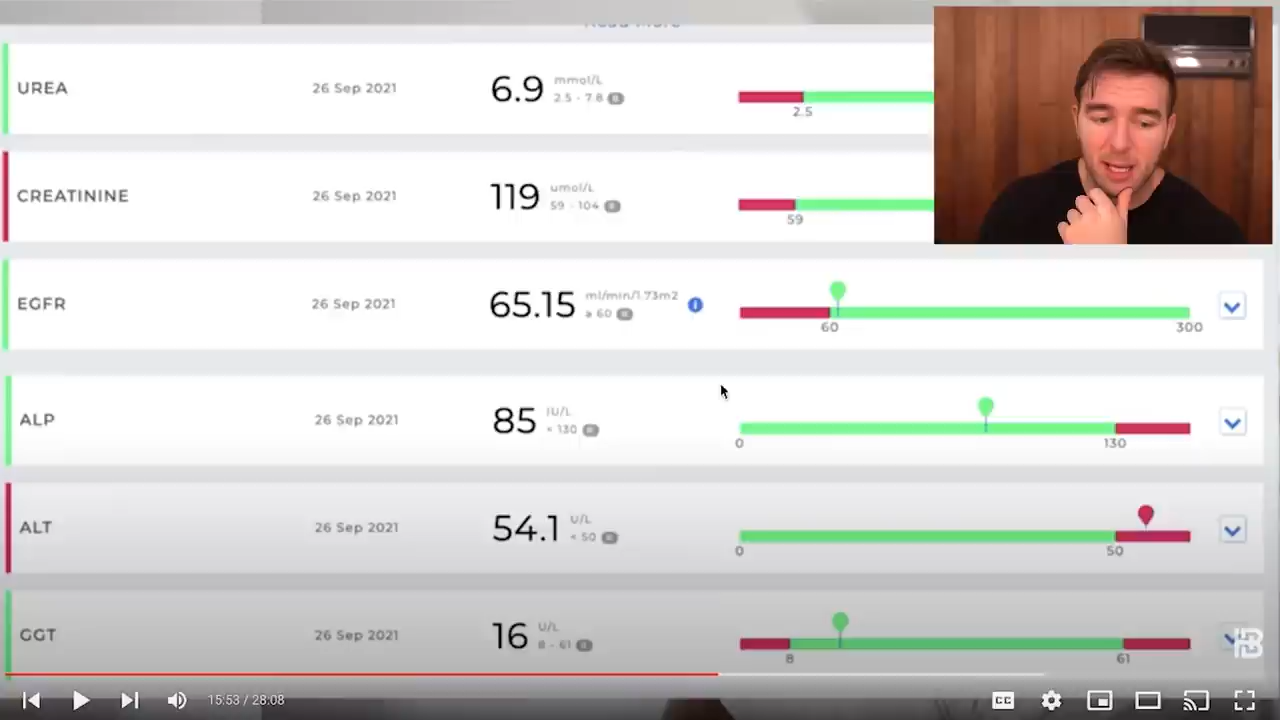 UREA 26 Sep 2021 6.9 mmol/L
2.5 - 7.8
2.5
CREATININE 26 Sep 2021 119 umol/L
59 - 104
59
EGFR 26 Sep 2021 65.15 ml/min/1.73m2
≥ 60
60 300
ALP 26 Sep 2021 85 IU/L
< 130
0 130
ALT 26 Sep 2021 54.1 U/L
< 50
0 50
GGT 26 Sep 2021 16 U/L
8 - 61
8 61
15:53 / 28:08 CC